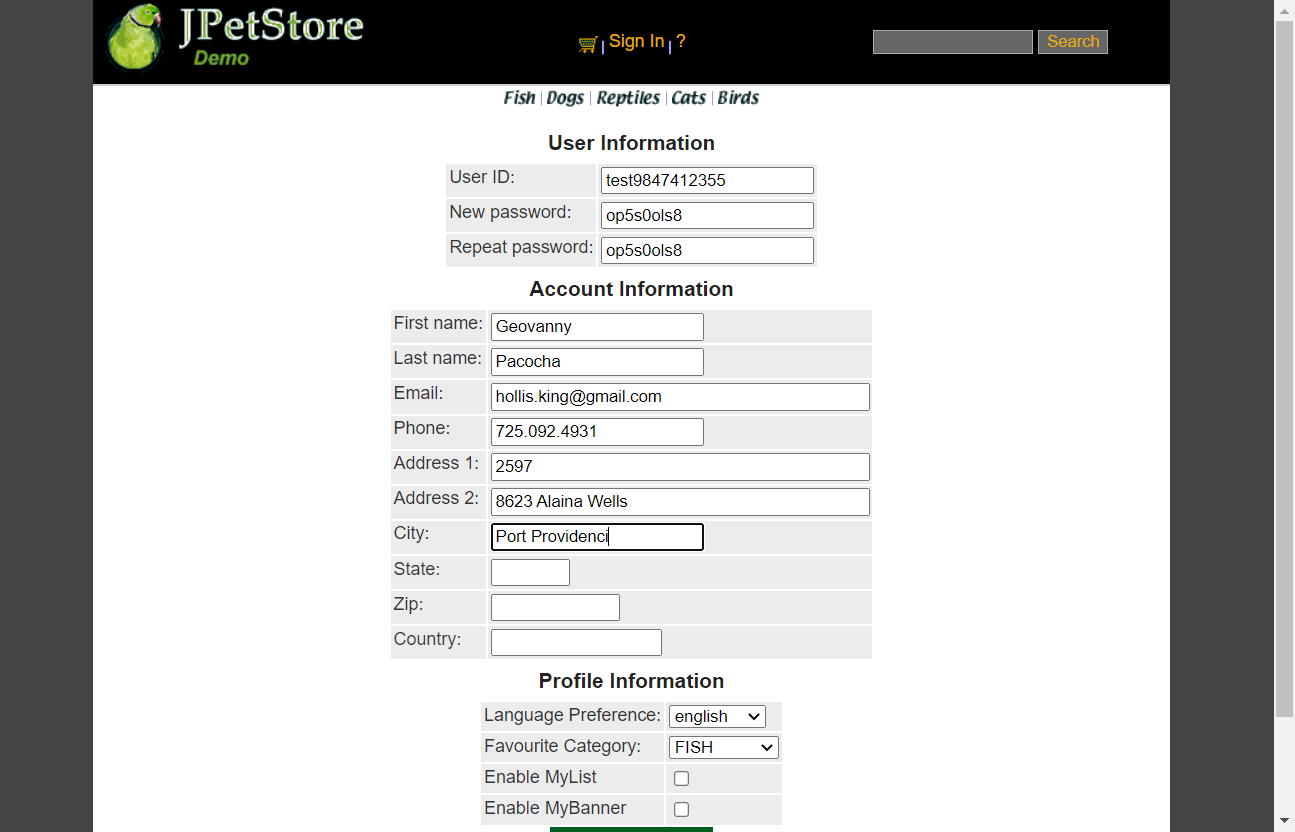 JPetStore
Demo
Sign In | ?
Search
Fish | Dogs | Reptiles | Cats | Birds
User Information
User ID: test9847412355
New password: op5s0ols8
Repeat password: op5s0ols8
Account Information
First name: Geovanny
Last name: Pacocha
Email: hollis.king@gmail.com
Phone: 725.092.4931
Address 1: 2597
Address 2: 8623 Alaina Wells
City: Port Providenci
State:
Zip:
Country:
Profile Information
Language Preference: english
Favourite Category: FISH
Enable MyList
Enable MyBanner